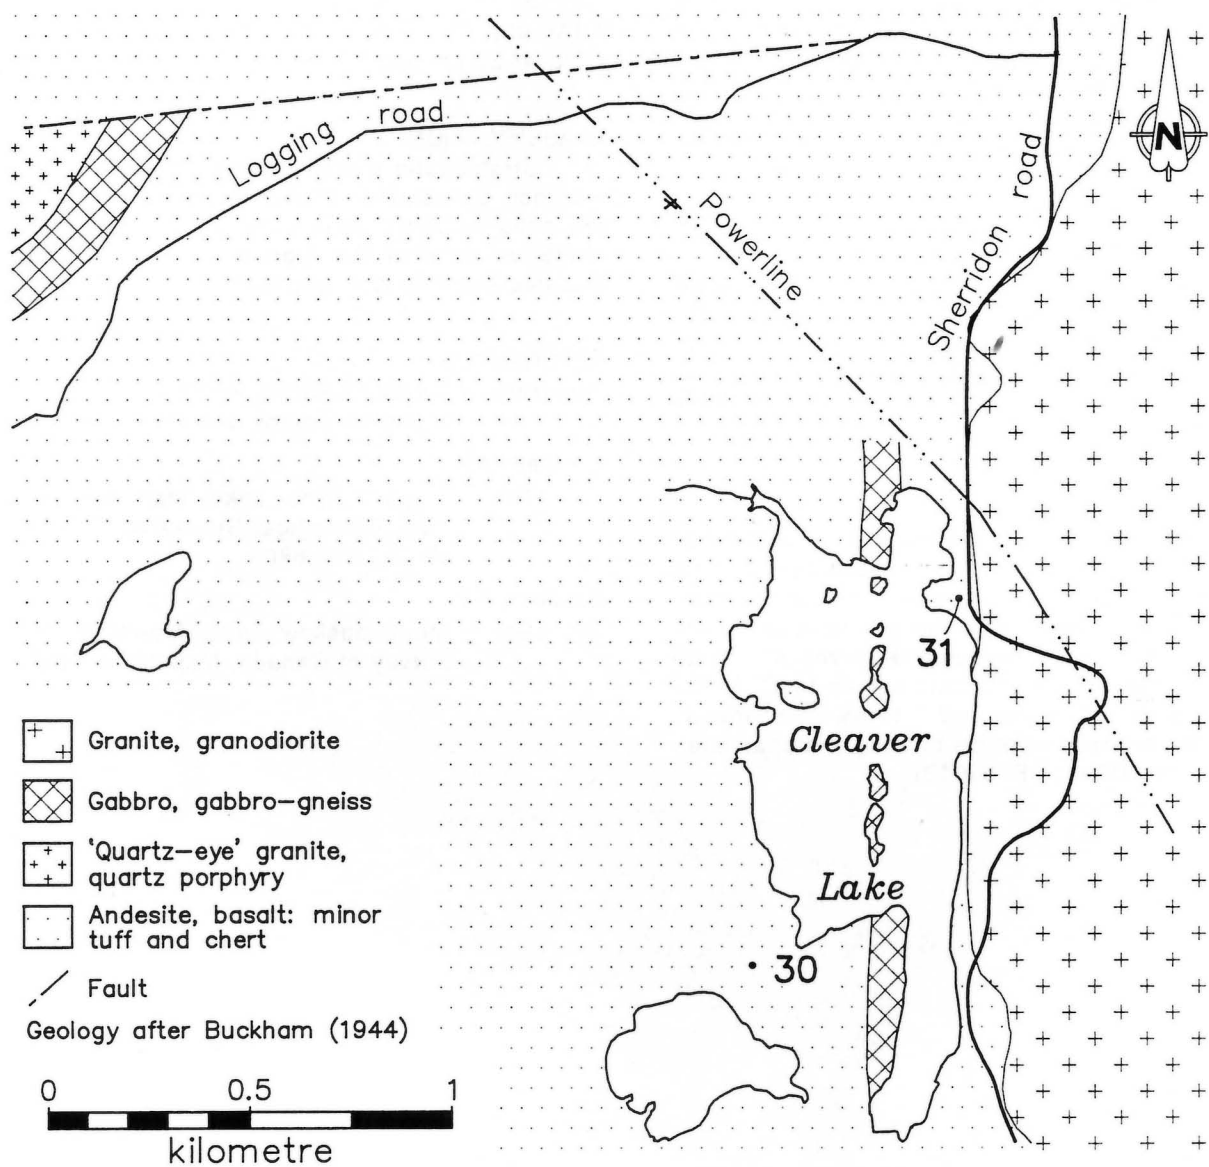 Logging road
Powerline
Sherridon road
N
31
Cleaver
Lake
30
Granite, granodiorite
Gabbro, gabbro–gneiss
‘Quartz–eye’ granite,
quartz porphyry
Andesite, basalt: minor
tuff and chert
Fault
Geology after Buckham (1944)
0 0.5 1
kilometre